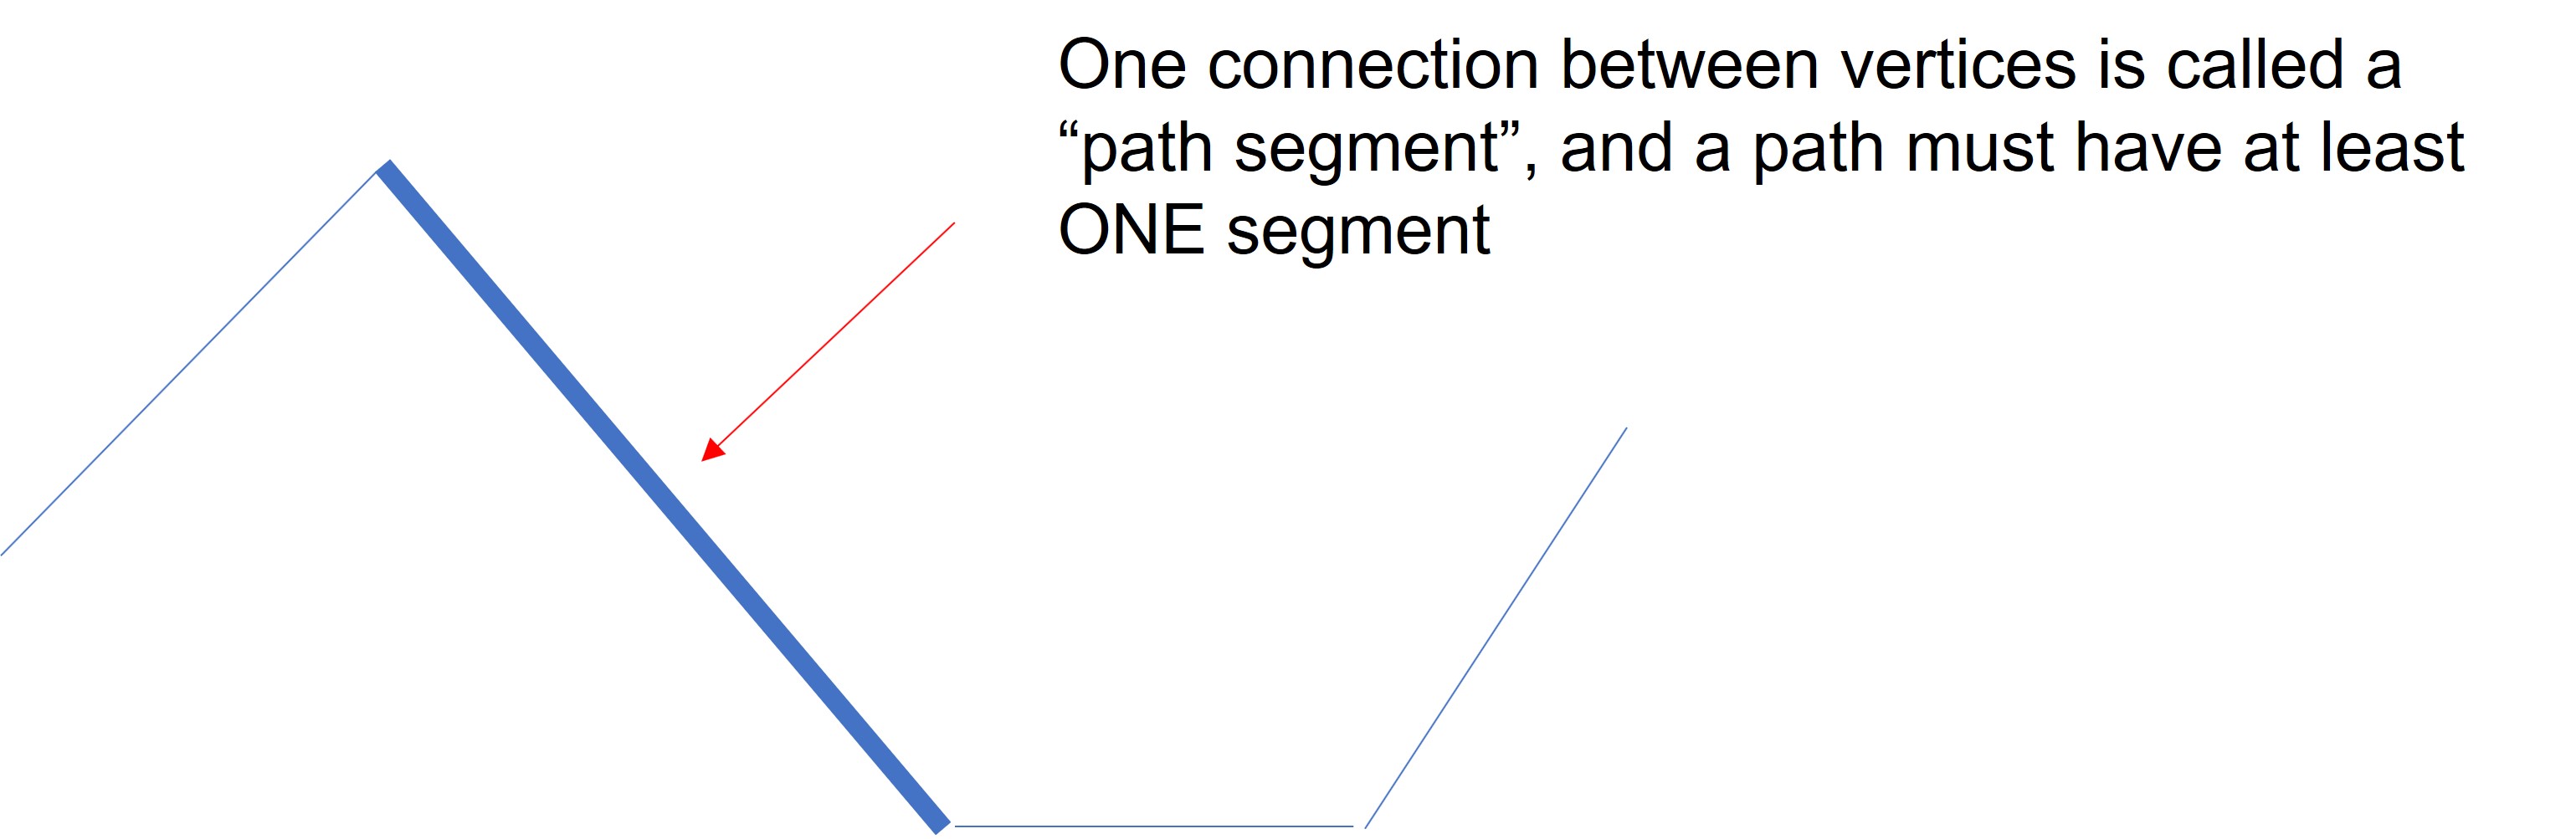 One connection between vertices is called a
“path segment”, and a path must have at least
ONE segment